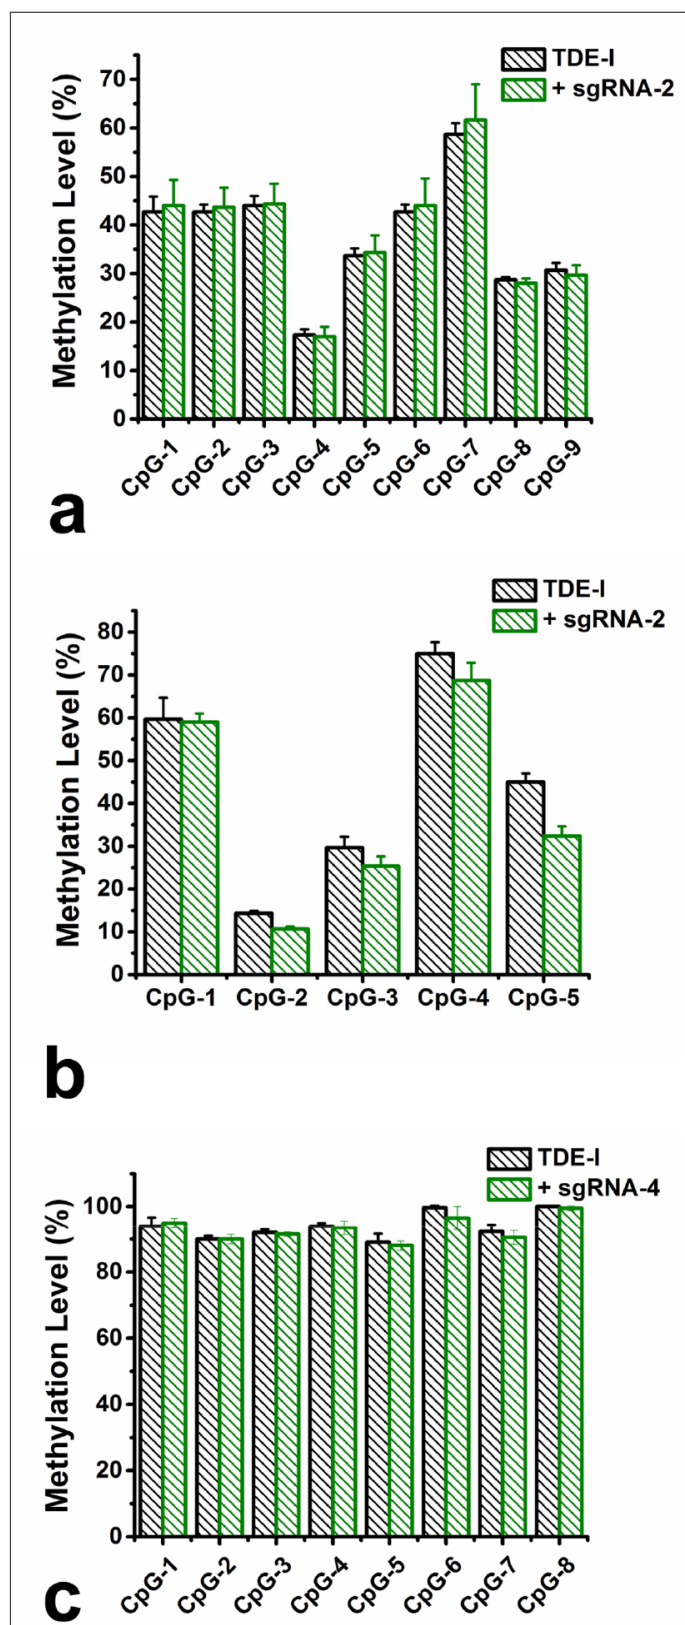 TDE-I
+ sgRNA-2
Methylation Level (%)
70
60
50
40
30
20
10
0
CpG-1 CpG-2 CpG-3 CpG-4 CpG-5 CpG-6 CpG-7 CpG-8 CpG-9
a
TDE-I
+ sgRNA-2
Methylation Level (%)
80
70
60
50
40
30
20
10
0
CpG-1 CpG-2 CpG-3 CpG-4 CpG-5
b
TDE-I
+ sgRNA-4
Methylation Level (%)
100
80
60
40
20
0
CpG-1 CpG-2 CpG-3 CpG-4 CpG-5 CpG-6 CpG-7 CpG-8
c